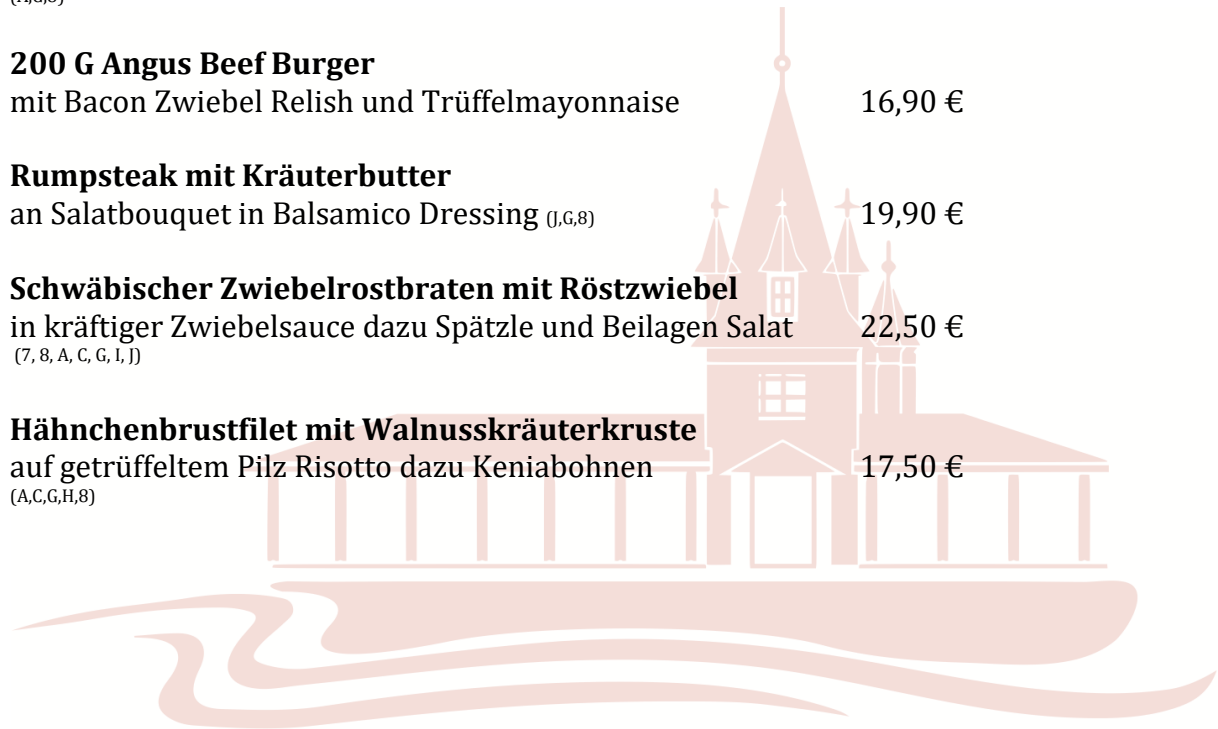 200 G Angus Beef Burger
mit Bacon Zwiebel Relish und Trüffelmayonnaise 16,90 €
Rumpsteak mit Kräuterbutter
an Salatbouquet in Balsamico Dressing (J,G,8) 19,90 €
Schwäbischer Zwiebelrostbraten mit Röstzwiebel
in kräftiger Zwiebelsauce dazu Spätzle und Beilagen Salat 22,50 €
(7, 8, A, C, G, I, J)
Hähnchenbrustfilet mit Walnusskräuterkruste
auf getrüffeltem Pilz Risotto dazu Keniabohnen 17,50 €
(A,C,G,H,8)